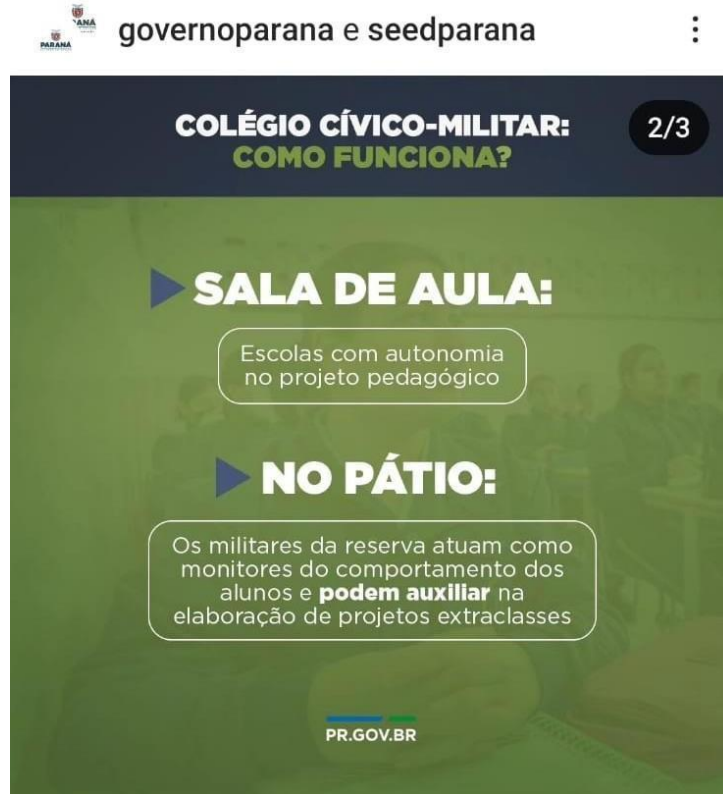 PARANÁ
governoparana e seedparana
COLÉGIO CÍVICO-MILITAR:
COMO FUNCIONA?
2/3
SALA DE AULA:
Escolas com autonomia
no projeto pedagógico
NO PÁTIO:
Os militares da reserva atuam como
monitores do comportamento dos
alunos e podem auxiliar na
elaboração de projetos extraclasses
PR.GOV.BR